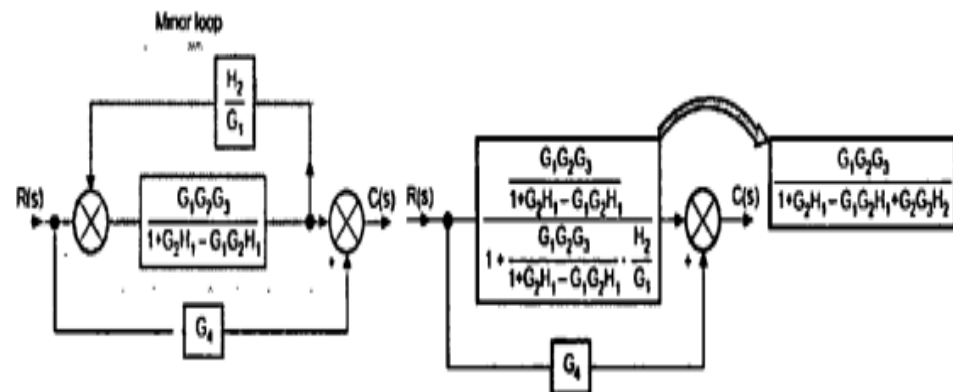 Minor loop
H₂
G₁
R(s)
G₁G₂G₃
1+G₂H₁ – G₁G₂H₁
C(s)
+
G₄
R(s)
G₁G₂G₃
1+G₂H₁ – G₁G₂H₁
1 + G₁G₂G₃ / 1+G₂H₁ – G₁G₂H₁ · H₂ / G₁
C(s)
+
G₄
G₁G₂G₃
1+G₂H₁ – G₁G₂H₁+G₂G₃H₂